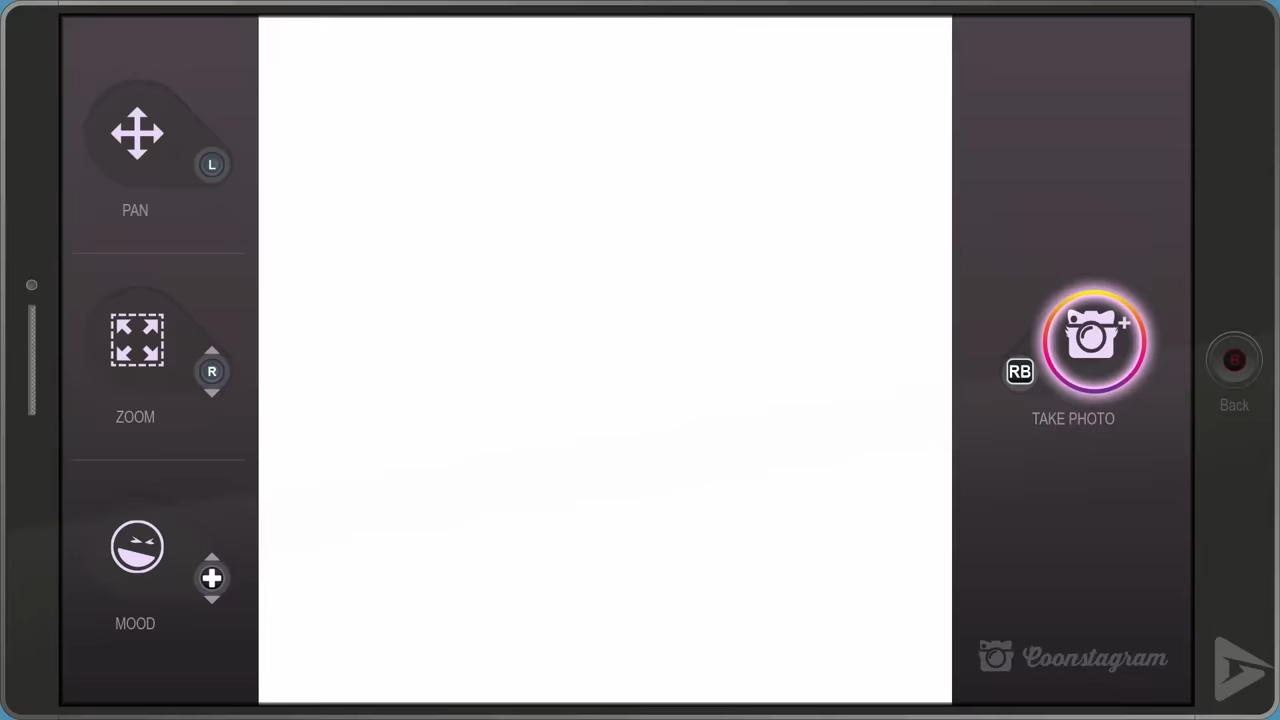 L
PAN
R
ZOOM
MOOD
RB
TAKE PHOTO
B
Back
Coonstagram